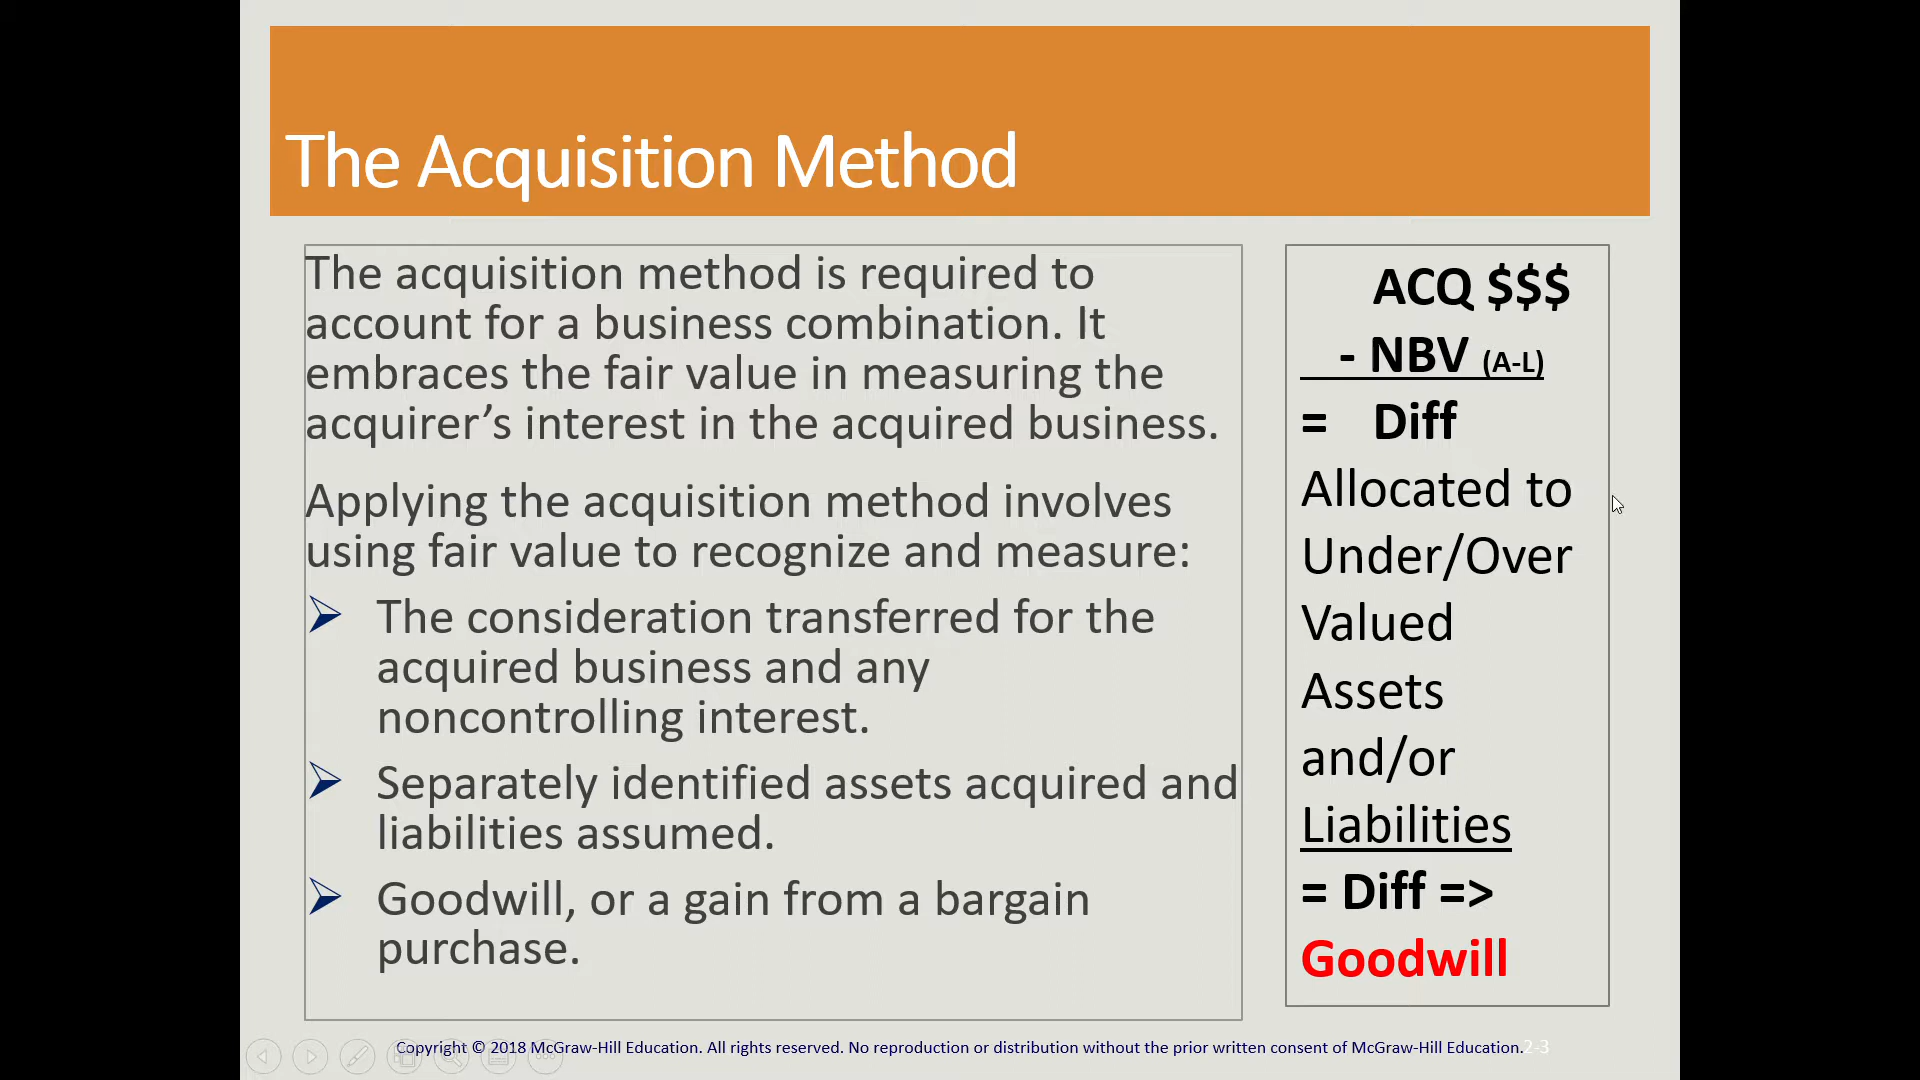 The Acquisition Method
The acquisition method is required to
account for a business combination. It
embraces the fair value in measuring the
acquirer’s interest in the acquired business.
Applying the acquisition method involves
using fair value to recognize and measure:
The consideration transferred for the
acquired business and any
noncontrolling interest.
Separately identified assets acquired and
liabilities assumed.
Goodwill, or a gain from a bargain
purchase.
ACQ $$$
- NBV (A-L)
= Diff
Allocated to
Under/Over
Valued
Assets
and/or
Liabilities
= Diff =>
Goodwill
Copyright © 2018 McGraw-Hill Education. All rights reserved. No reproduction or distribution without the prior written consent of McGraw-Hill Education.2-3